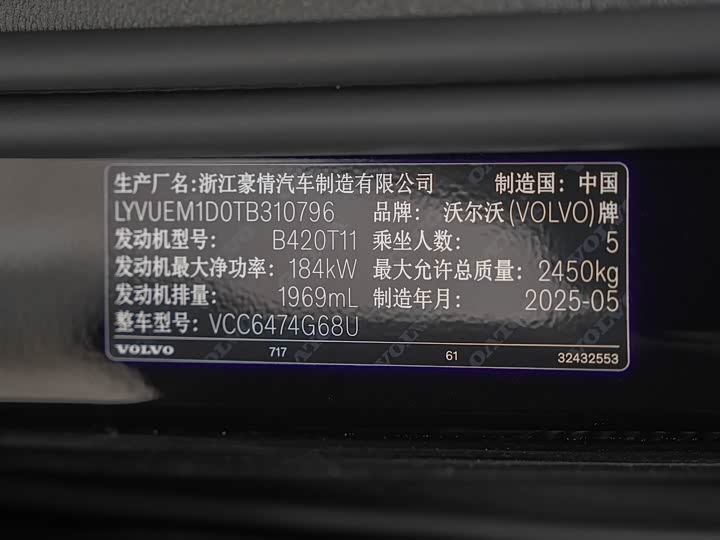 生产厂名:浙江豪情汽车制造有限公司 制造国:中国
LYVUEM1D0TB310796 品牌:沃尔沃(VOLVO)牌
发动机型号: B420T11 乘坐人数: 5
发动机最大净功率: 184kW 最大允许总质量: 2450kg
发动机排量: 1969mL 制造年月: 2025-05
整车型号: VCC6474G68U
VOLVO 717 61 32432553